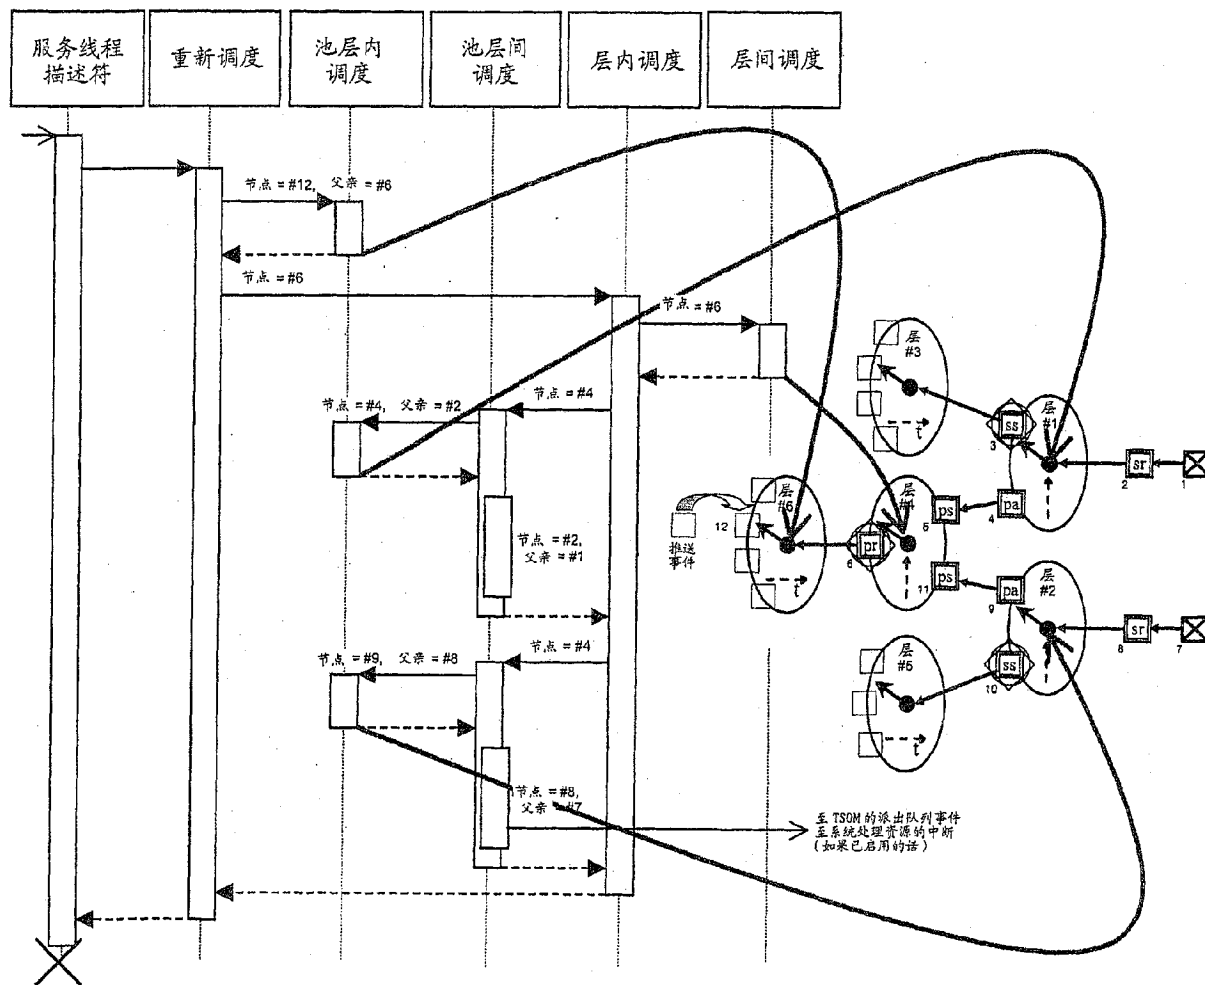 服务线程
描述符
重新调度
池层内
调度
池层间
调度
层内调度
层间调度
节点 = #12, 父亲 = #6
节点 = #6
节点 = #6
层
#3
t
节点 = #4, 父亲 = #2
节点 = #4
ss
3
层
#1
sr
2
1
层
#6
层
#4
ps
5
pa
4
12
推送
事件
pr
6
t
节点 = #2,
父亲 = #1
ps
11
pa
9
层
#2
sr
8
7
节点 = #9, 父亲 = #8
节点 = #4
层
#5
ss
10
t
节点 = #8,
父亲 = #7
至 TSOM 的派出队列事件
至系统处理资源的中断
(如果已启用的话)